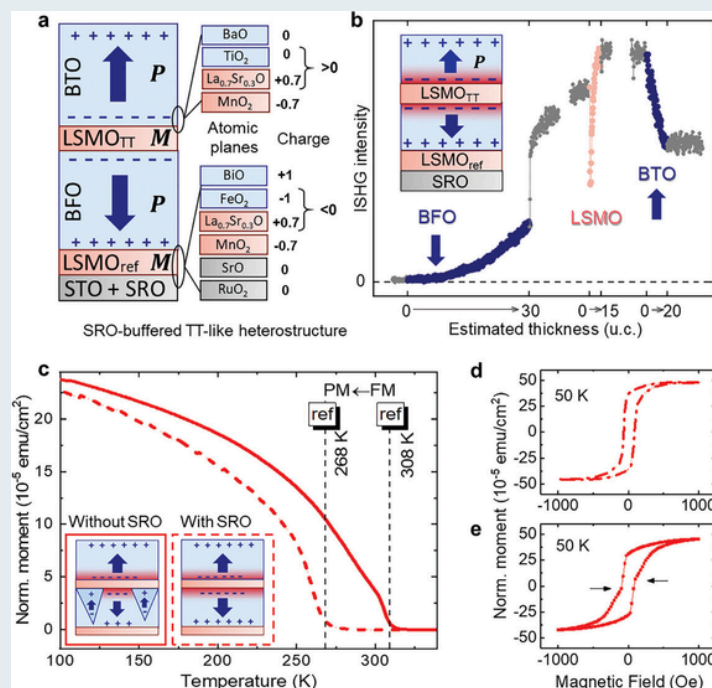 a
BTO
P
LSMO_TT M
BFO
P
LSMO_ref M
STO + SRO
BaO 0
TiO₂ 0
La₀.₇Sr₀.₃O +0.7
>0
MnO₂ -0.7
Atomic planes Charge
BiO +1
FeO₂ -1
La₀.₇Sr₀.₃O +0.7
<0
MnO₂ -0.7
SrO 0
RuO₂ 0
SRO-buffered TT-like heterostructure
b
ISHG intensity
0
P
LSMO_TT
LSMO_ref
SRO
BFO
LSMO
BTO
0 → 30 0→15 0→20
Estimated thickness (u.c.)
c
Norm. moment (10⁻⁵ emu/cm²)
20
15
10
5
0
PM←FM
ref
ref
268 K
308 K
Without SRO
With SRO
100 150 200 250 300
Temperature (K)
d
50 K
Norm. moment (10⁻⁵ emu/cm²)
50
25
0
-25
-50
-1000 0 1000
e
50 K
50
25
0
-25
-50
-1000 0 1000
Magnetic Field (Oe)